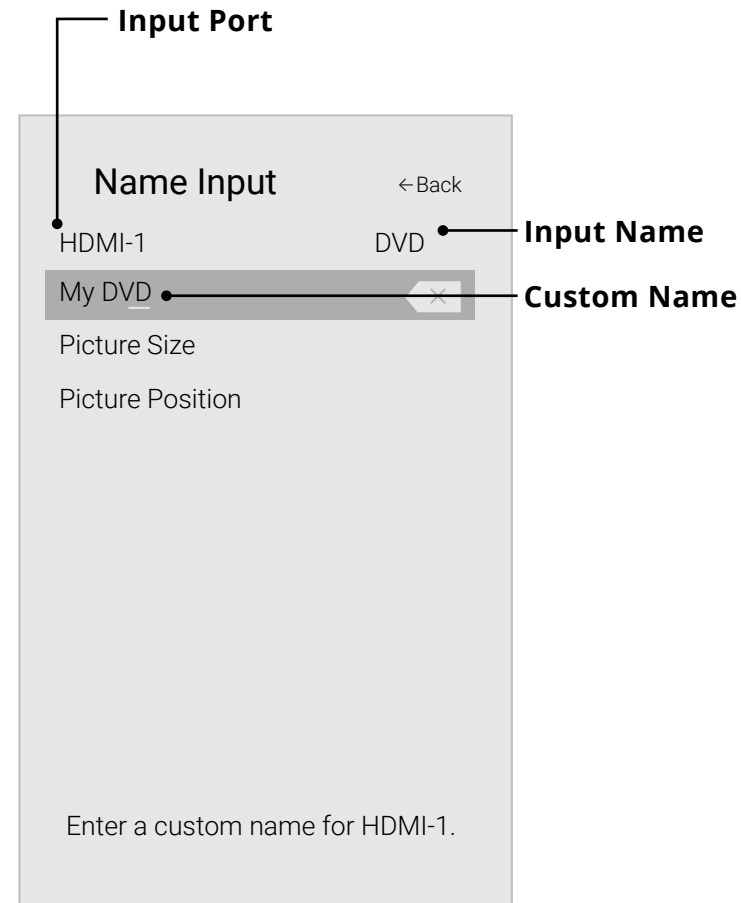 Input Port
Name Input ←Back
HDMI-1 DVD Input Name
My DVD Custom Name
Picture Size
Picture Position
Enter a custom name for HDMI-1.